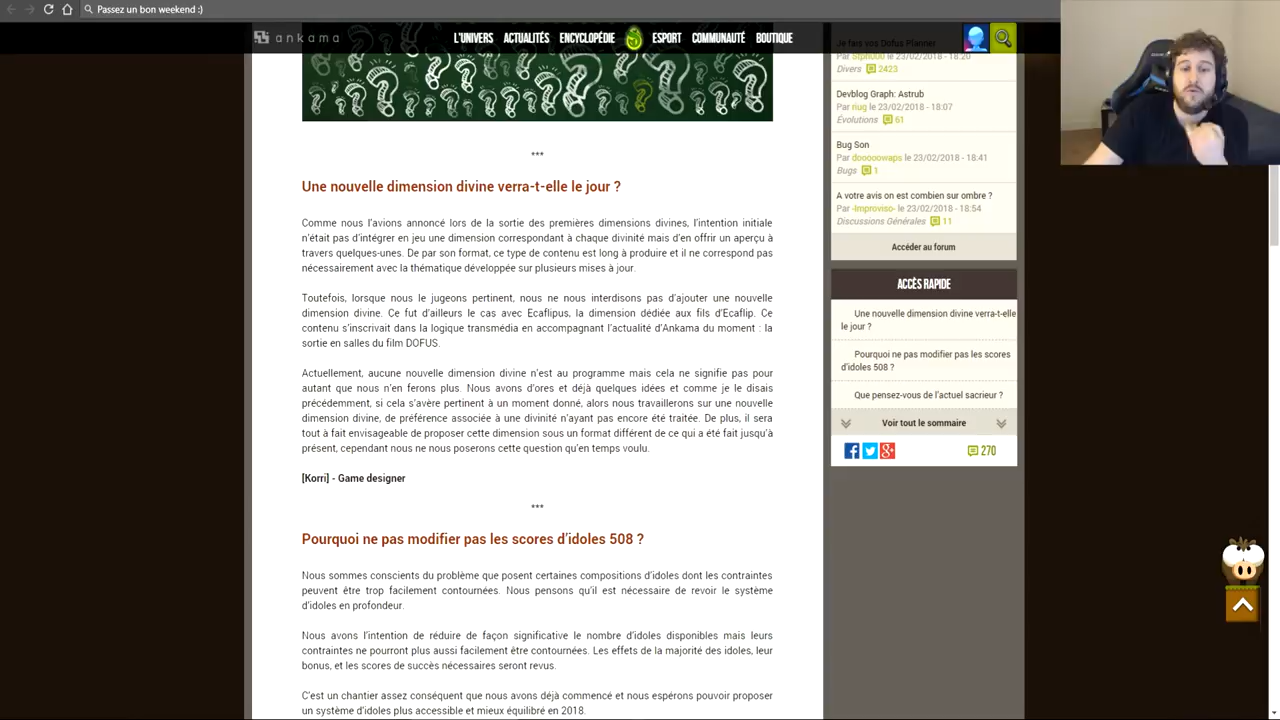 Passez un bon weekend :)
ankama
L'UNIVERS ACTUALITÉS ENCYCLOPÉDIE ESPORT COMMUNAUTÉ BOUTIQUE
***
Une nouvelle dimension divine verra-t-elle le jour ?
Comme nous l'avions annoncé lors de la sortie des premières dimensions divines, l'intention initiale
n'était pas d'intégrer en jeu une dimension correspondant à chaque divinité mais d'en offrir un aperçu à
travers quelques-unes. De par son format, ce type de contenu est long à produire et il ne correspond pas
nécessairement avec la thématique développée sur plusieurs mises à jour.
Toutefois, lorsque nous le jugeons pertinent, nous ne nous interdisons pas d'ajouter une nouvelle
dimension divine. Ce fut d'ailleurs le cas avec Ecaflipus, la dimension dédiée aux fils d'Ecaflip. Ce
contenu s'inscrivait dans la logique transmédia en accompagnant l'actualité d'Ankama du moment : la
sortie en salles du film DOFUS.
Actuellement, aucune nouvelle dimension divine n'est au programme mais cela ne signifie pas pour
autant que nous n'en ferons plus. Nous avons d'ores et déjà quelques idées et comme je le disais
précédemment, si cela s'avère pertinent à un moment donné, alors nous travaillerons sur une nouvelle
dimension divine, de préférence associée à une divinité n'ayant pas encore été traitée. De plus, il sera
tout à fait envisageable de proposer cette dimension sous un format différent de ce qui a été fait jusqu'à
présent, cependant nous ne nous poserons cette question qu'en temps voulu.
[Korri] - Game designer
***
Pourquoi ne pas modifier pas les scores d'idoles 508 ?
Nous sommes conscients du problème que posent certaines compositions d'idoles dont les contraintes
peuvent être trop facilement contournées. Nous pensons qu'il est nécessaire de revoir le système
d'idoles en profondeur.
Nous avons l'intention de réduire de façon significative le nombre d'idoles disponibles mais leurs
contraintes ne pourront plus aussi facilement être contournées. Les effets de la majorité des idoles, leur
bonus, et les scores de succès nécessaires seront revus.
C'est un chantier assez conséquent que nous avons déjà commencé et nous espérons pouvoir proposer
un système d'idoles plus accessible et mieux équilibré en 2018.
Je fais vos Dofus Planner
Par Stph000 le 23/02/2018 - 18:20
Divers 2423
Devblog Graph: Astrub
Par riug le 23/02/2018 - 18:07
Évolutions 61
Bug Son
Par dooooowaps le 23/02/2018 - 18:41
Bugs 1
A votre avis on est combien sur ombre ?
Par -Improviso- le 23/02/2018 - 18:54
Discussions Générales 11
Accéder au forum
ACCÈS RAPIDE
Une nouvelle dimension divine verra-t-elle
le jour ?
Pourquoi ne pas modifier pas les scores
d'idoles 508 ?
Que pensez-vous de l'actuel sacrieur ?
Voir tout le sommaire
270